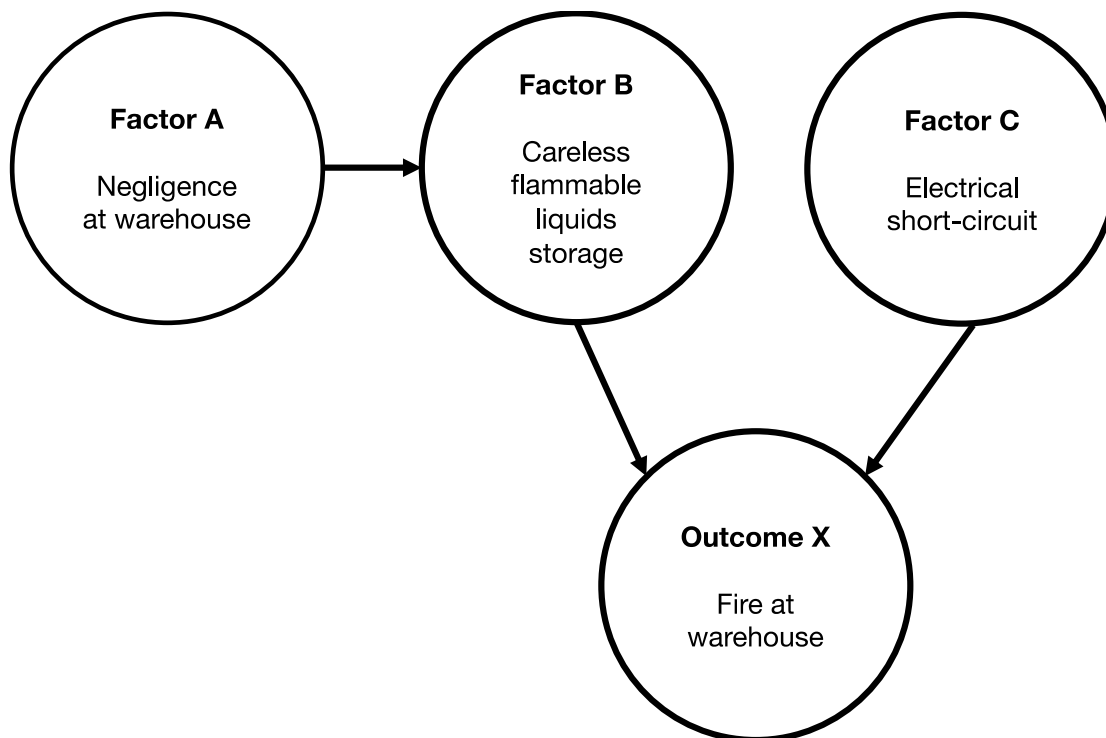 Factor A
Negligence
at warehouse
Factor B
Careless
flammable
liquids
storage
Factor C
Electrical
short-circuit
Outcome X
Fire at
warehouse